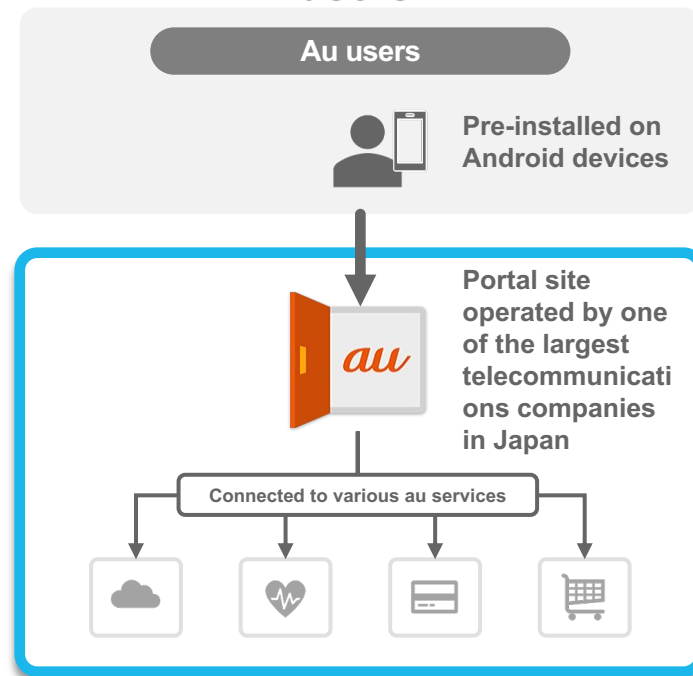 Au users
Pre-installed on
Android devices
Portal site
operated by one
of the largest
telecommunicati
ons companies
in Japan
au
Connected to various au services